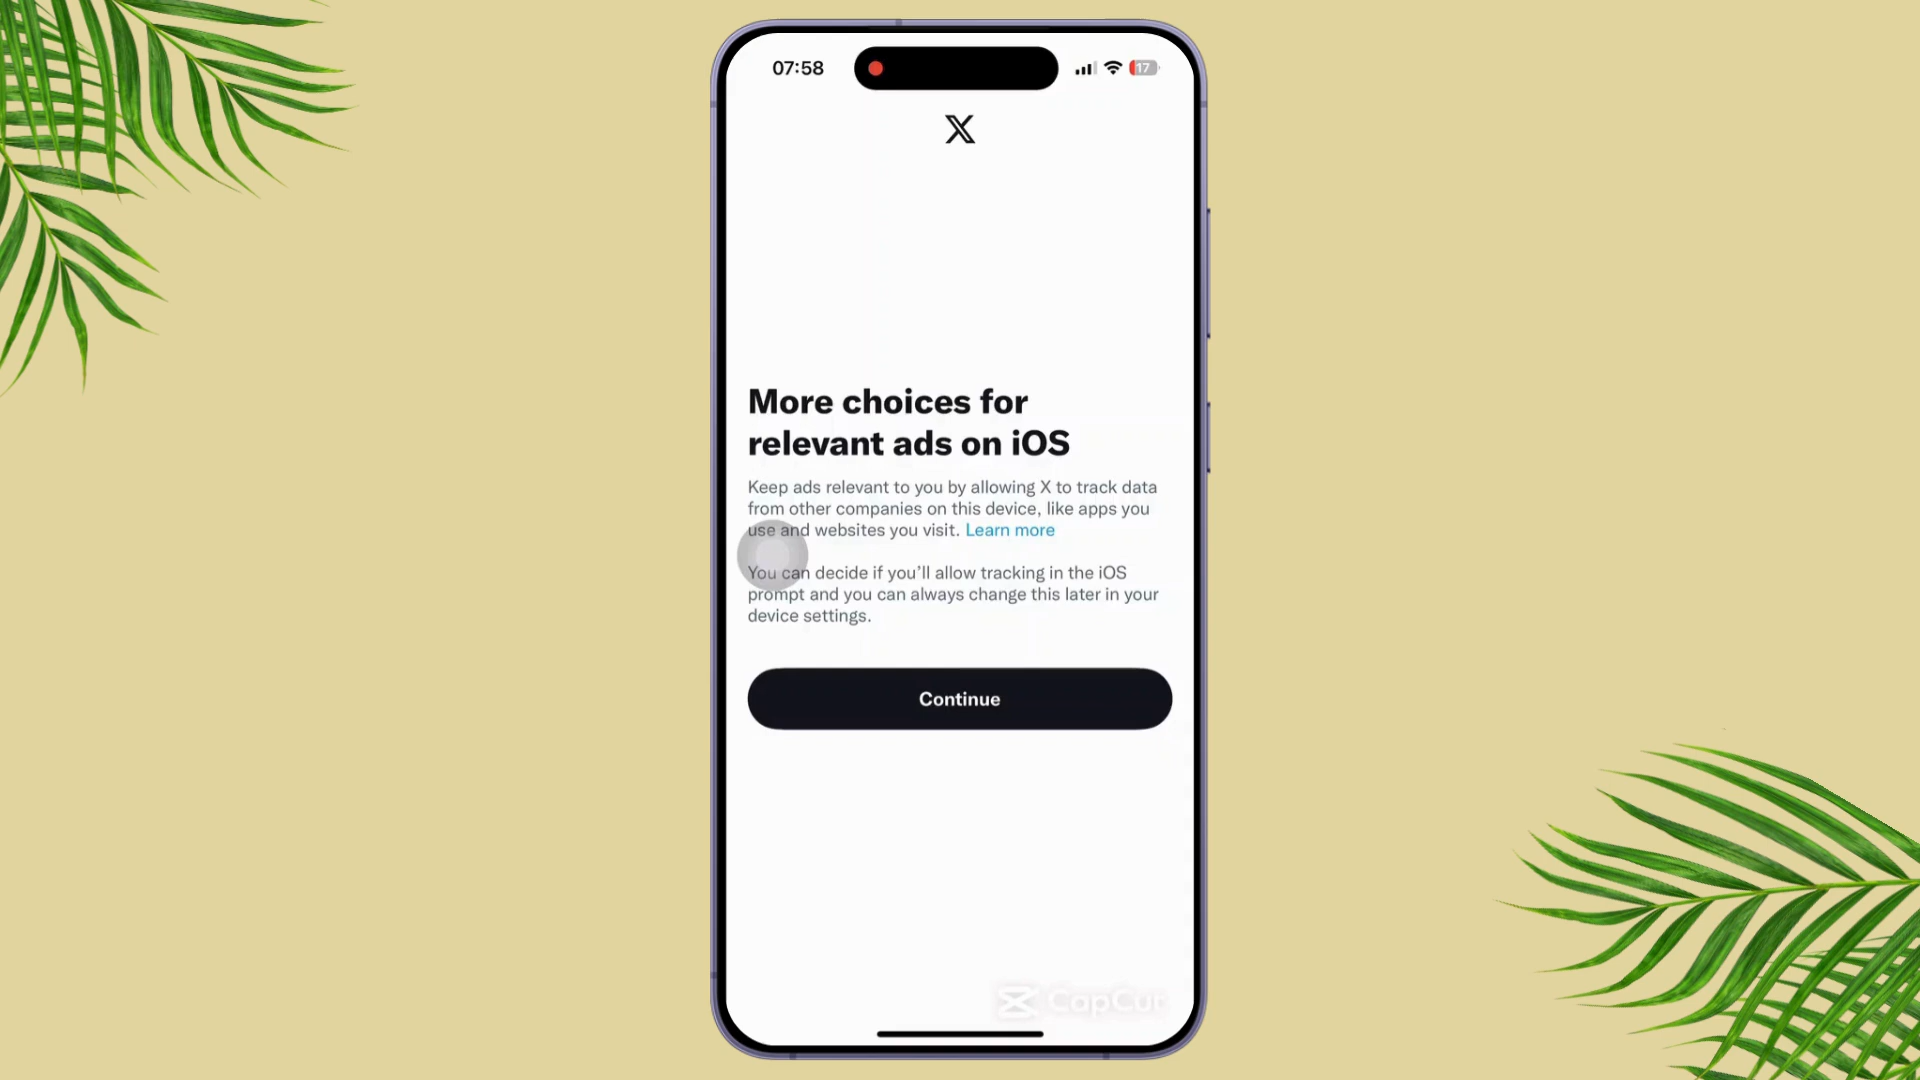 07:58
17
X
More choices for
relevant ads on iOS
Keep ads relevant to you by allowing X to track data
from other companies on this device, like apps you
use and websites you visit. Learn more
You can decide if you’ll allow tracking in the iOS
prompt and you can always change this later in your
device settings.
Continue
CapCut